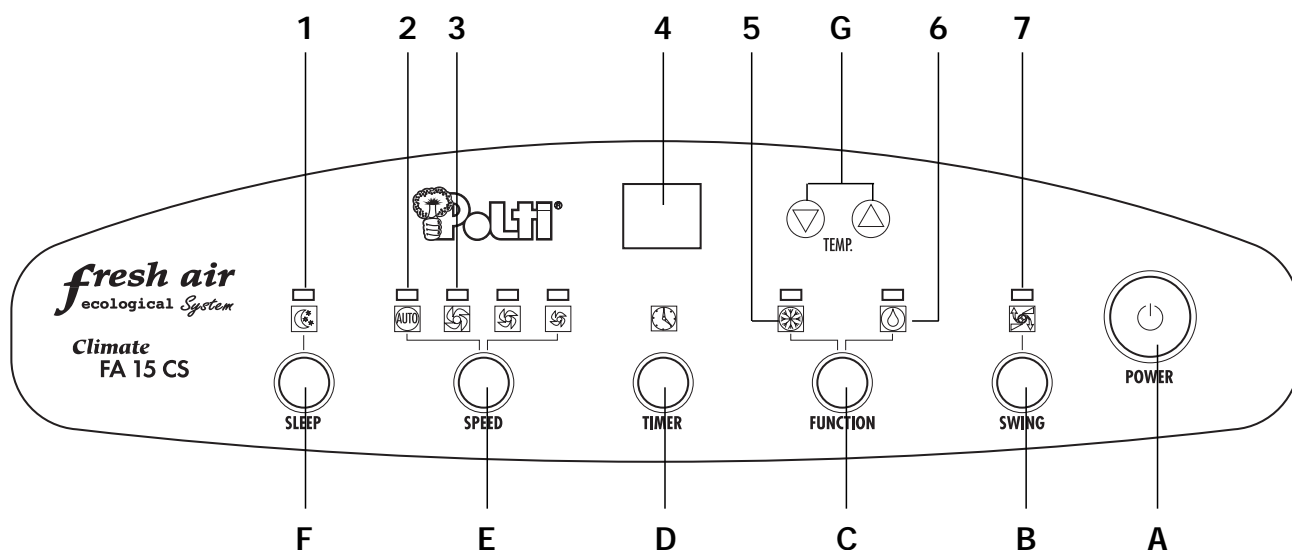 1 2 3 4 5 G 6 7
Polti®
TEMP.
fresh air
ecological System
AUTO
Climate
FA 15 CS
POWER
SLEEP SPEED TIMER FUNCTION SWING
F E D C B A